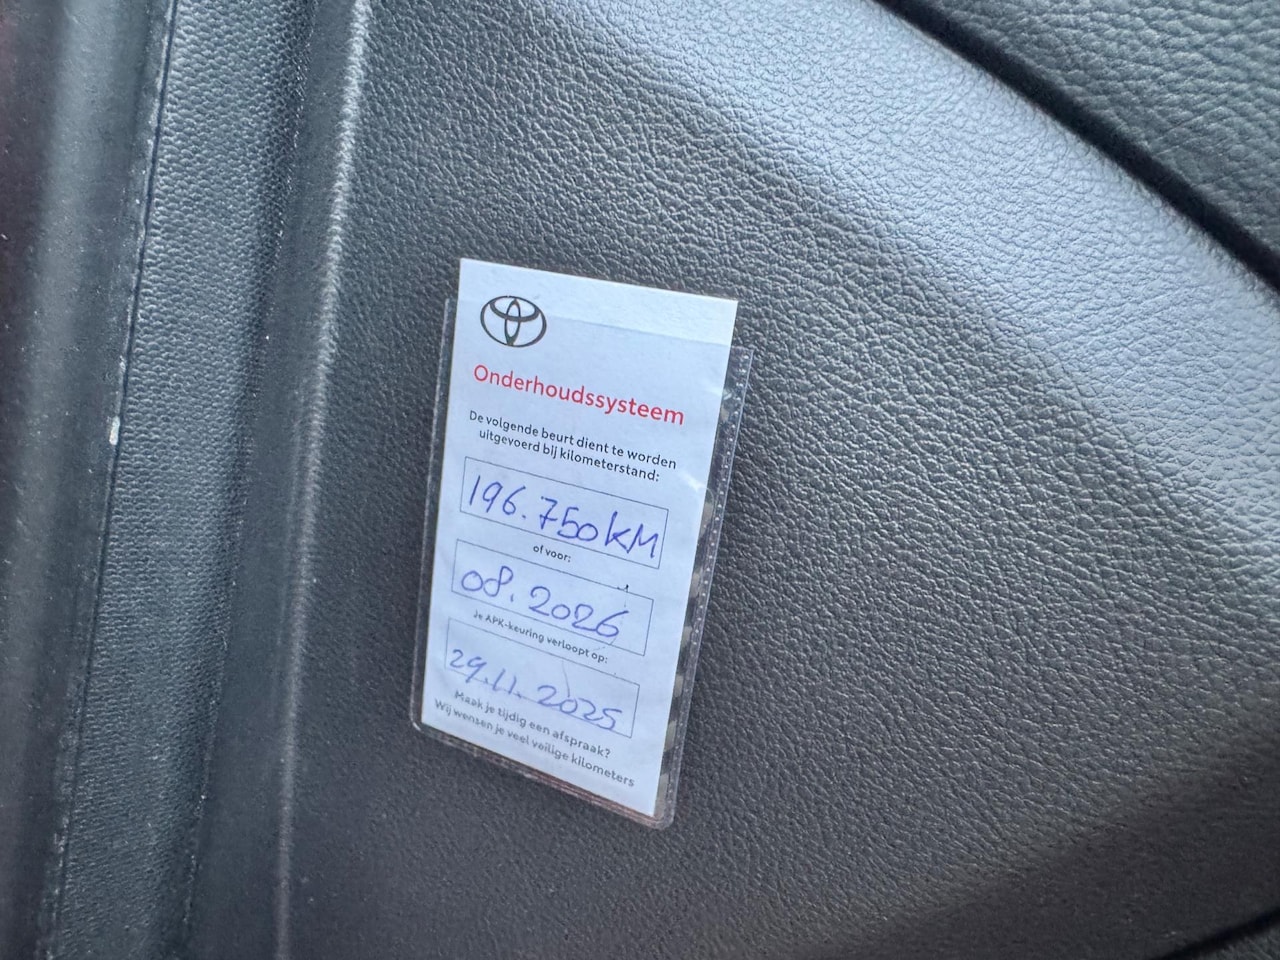 Onderhoudssysteem
De volgende beurt dient te worden
uitgevoerd bij kilometerstand:
196.750KM
of voor:
08.2026
Je APK-keuring verloopt op:
29.11.2025
Maak je tijdig een afspraak?
Wij wensen je veel veilige kilometers